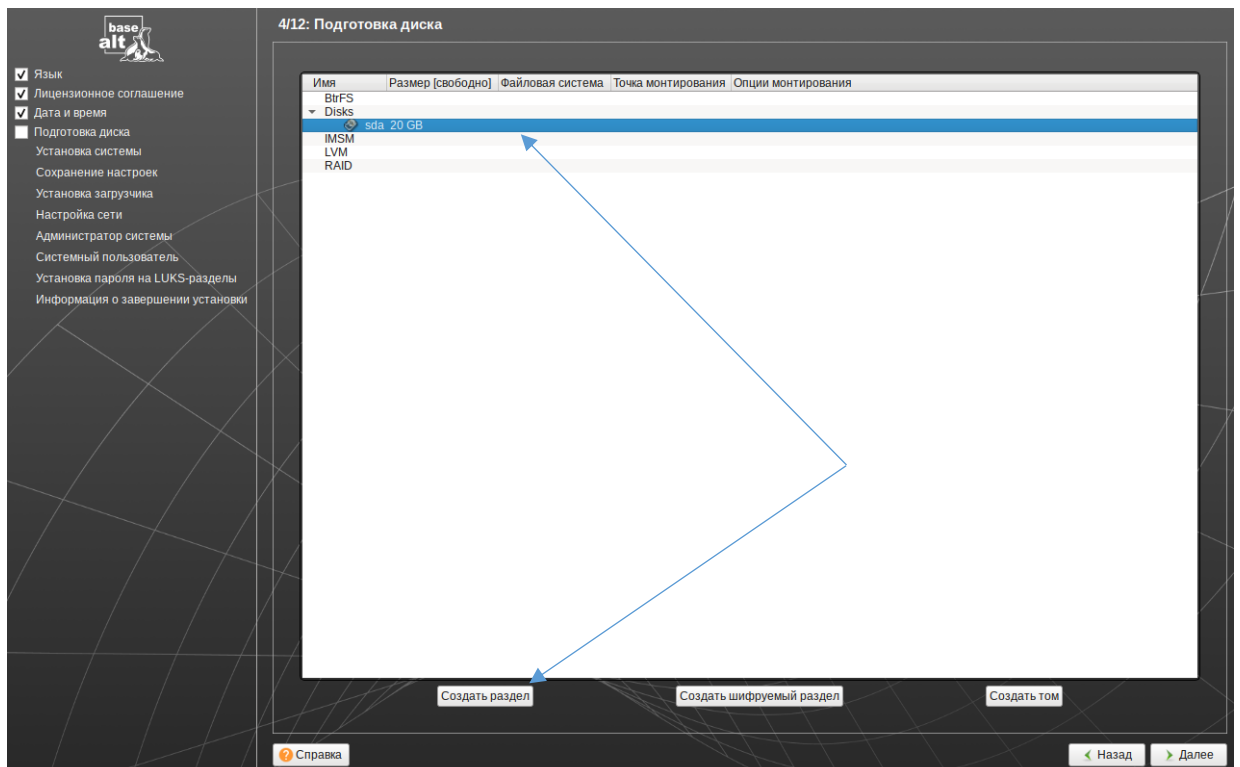 base
alt
4/12: Подготовка диска
Язык
Лицензионное соглашение
Дата и время
Подготовка диска
Установка системы
Сохранение настроек
Установка загрузчика
Настройка сети
Администратор системы
Системный пользователь
Установка пароля на LUKS-разделы
Информация о завершении установки
Имя Размер [свободно] Файловая система Точка монтирования Опции монтирования
BtrFS
Disks
sda 20 GB
IMSM
LVM
RAID
Создать раздел Создать шифруемый раздел Создать том
Справка Назад Далее